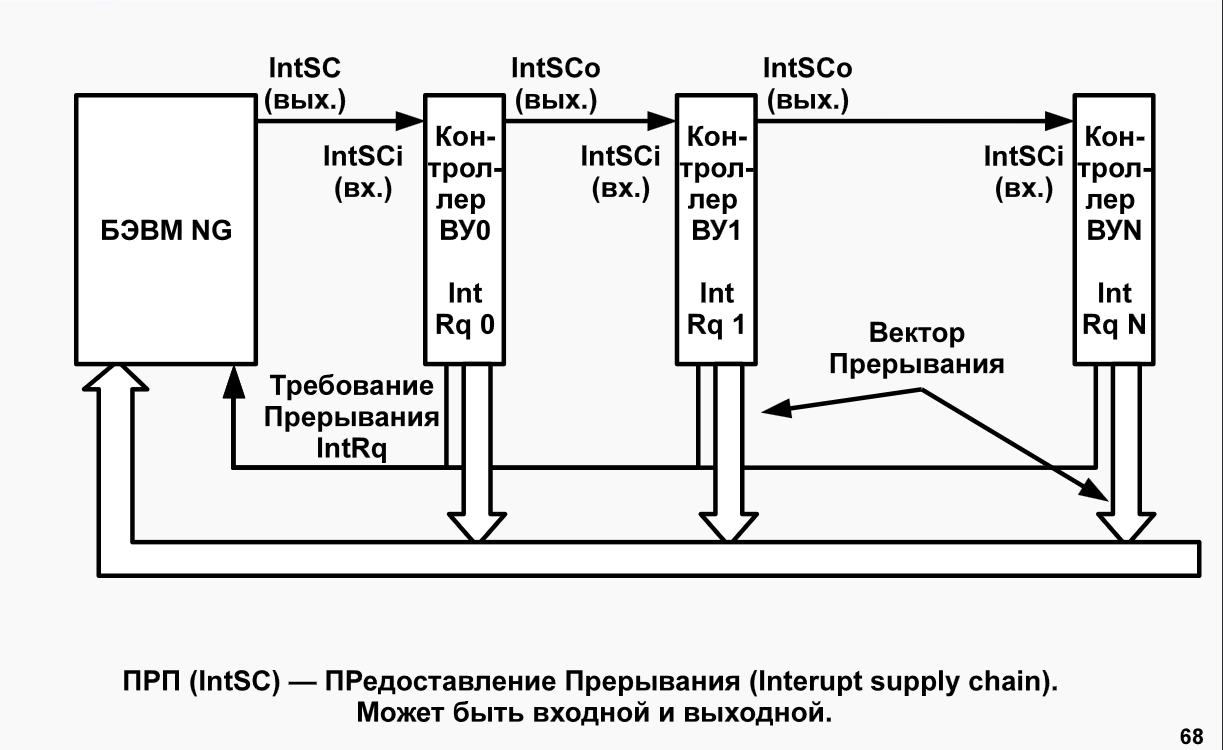 IntSC
(вых.)
IntSCo
(вых.)
IntSCo
(вых.)
БЭВМ NG
IntSCi
(вх.)
Кон-
трол-
лер
ВУ0
Int
Rq 0
IntSCi
(вх.)
Кон-
трол-
лер
ВУ1
Int
Rq 1
IntSCi
(вх.)
Кон-
трол-
лер
ВУN
Int
Rq N
Вектор
Прерывания
Требование
Прерывания
IntRq
ПРП (IntSC) — ПРедоставление Прерывания (Interupt supply chain).
Может быть входной и выходной.
68